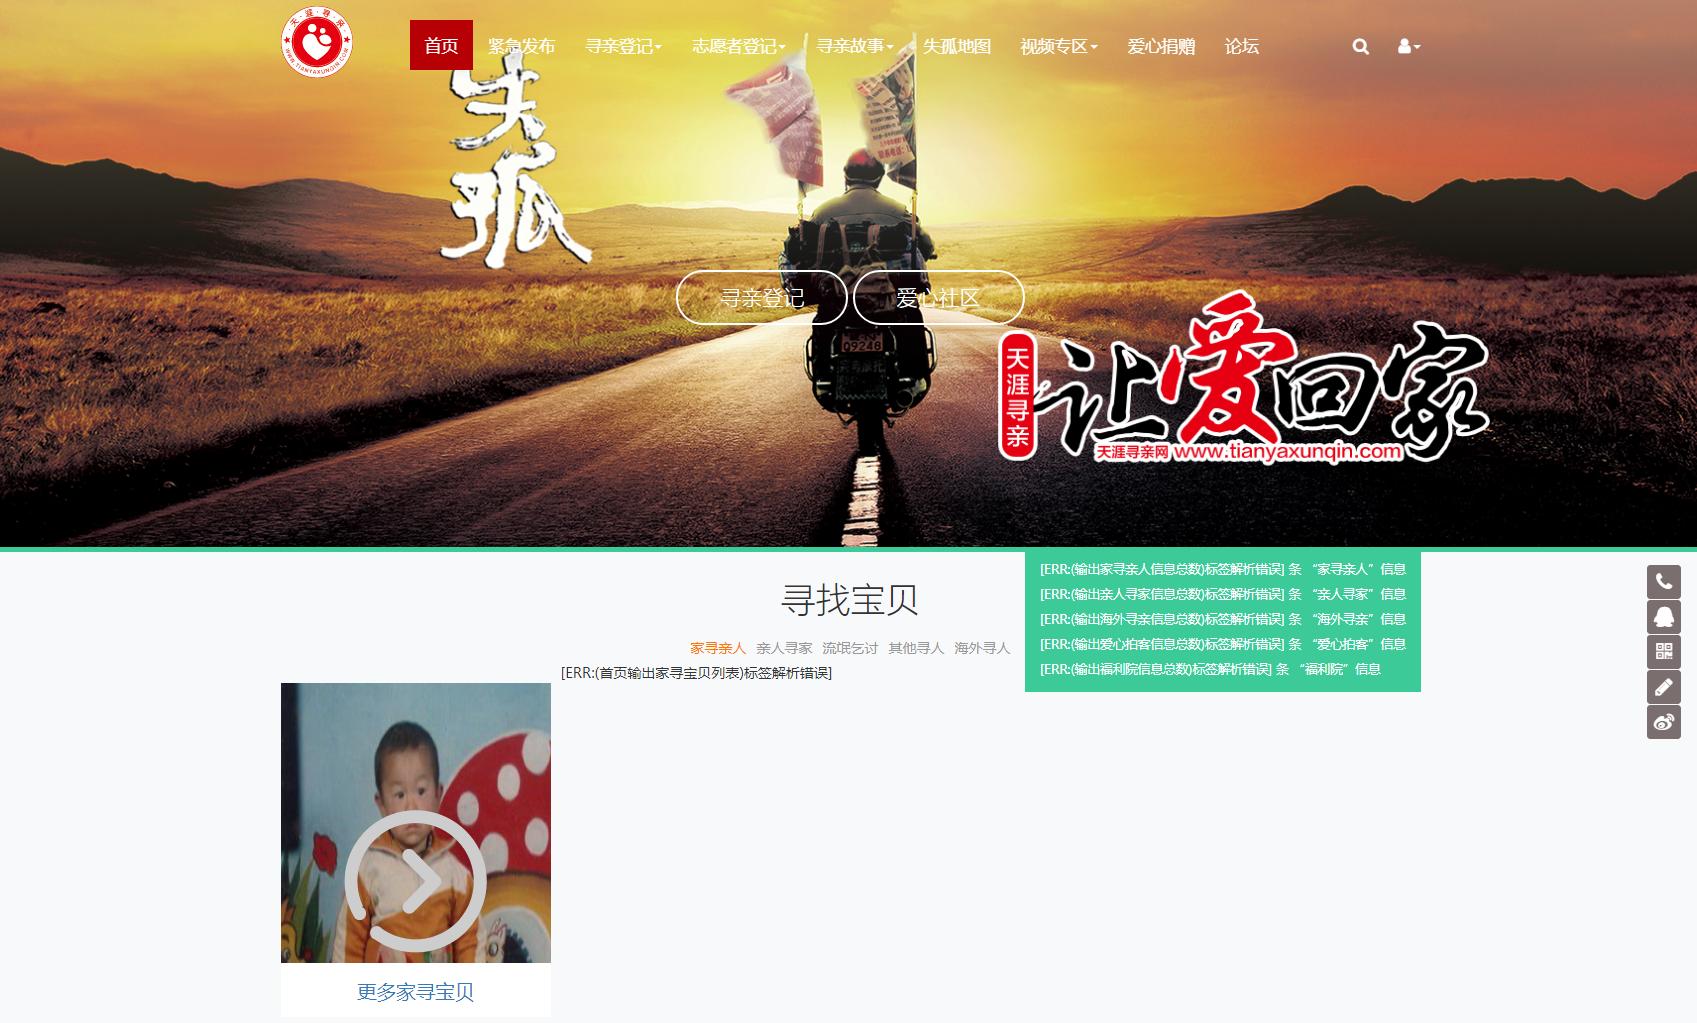 天·涯·寻·亲
WWW.TIANYAXUNQIN.COM
首页 紧急发布 寻亲登记 志愿者登记 寻亲故事 失孤地图 视频专区 爱心捐赠 论坛
失孤
寻亲登记 爱心社区
09248
天涯寻亲
让爱回家
天涯寻亲网 www.tianyaxunqin.com
[ERR:(输出家寻亲人信息总数)标签解析错误] 条 “家寻亲人”信息
[ERR:(输出亲人寻家信息总数)标签解析错误] 条 “亲人寻家”信息
[ERR:(输出海外寻亲信息总数)标签解析错误] 条 “海外寻亲”信息
[ERR:(输出爱心拍客信息总数)标签解析错误] 条 “爱心拍客”信息
[ERR:(输出福利院信息总数)标签解析错误] 条 “福利院”信息
寻找宝贝
家寻亲人 亲人寻家 流氓乞讨 其他寻人 海外寻人
[ERR:(首页输出家寻宝贝列表)标签解析错误]
更多家寻宝贝